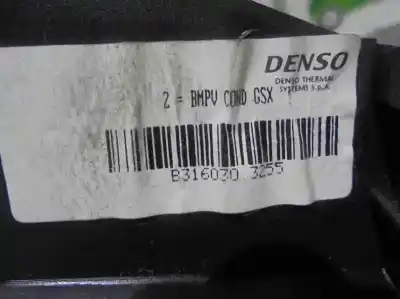 DENSO
DENSO THERMAL
SYSTEMS S.p.A.
2 = BMPV COND GSX
B316030 3255